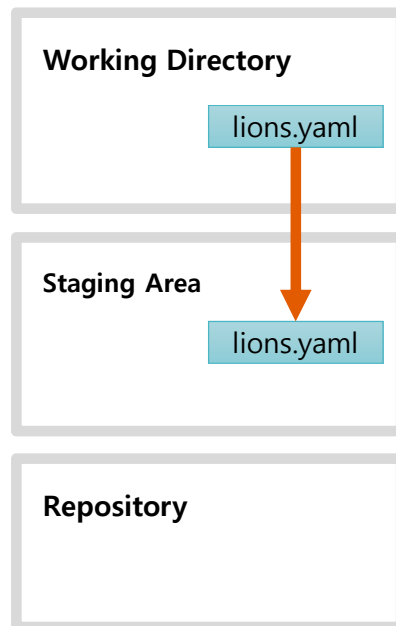 Working Directory
lions.yaml
Staging Area
lions.yaml
Repository